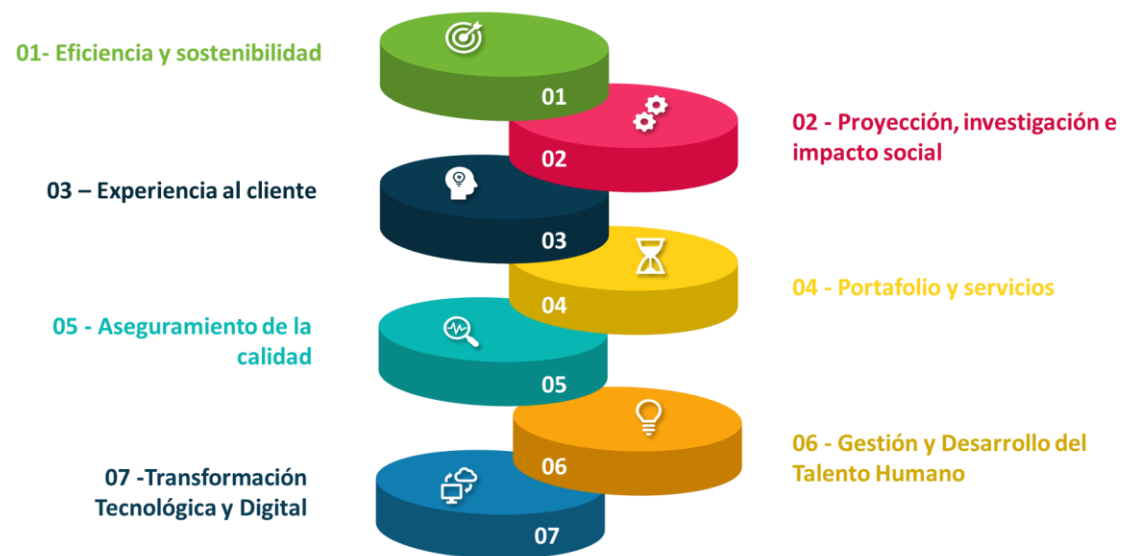 01- Eficiencia y sostenibilidad
01
02 - Proyección, investigación e
impacto social
02
03 – Experiencia al cliente
03
04 - Portafolio y servicios
04
05 - Aseguramiento de la
calidad
05
06 - Gestión y Desarrollo del
Talento Humano
06
07 -Transformación
Tecnológica y Digital
07